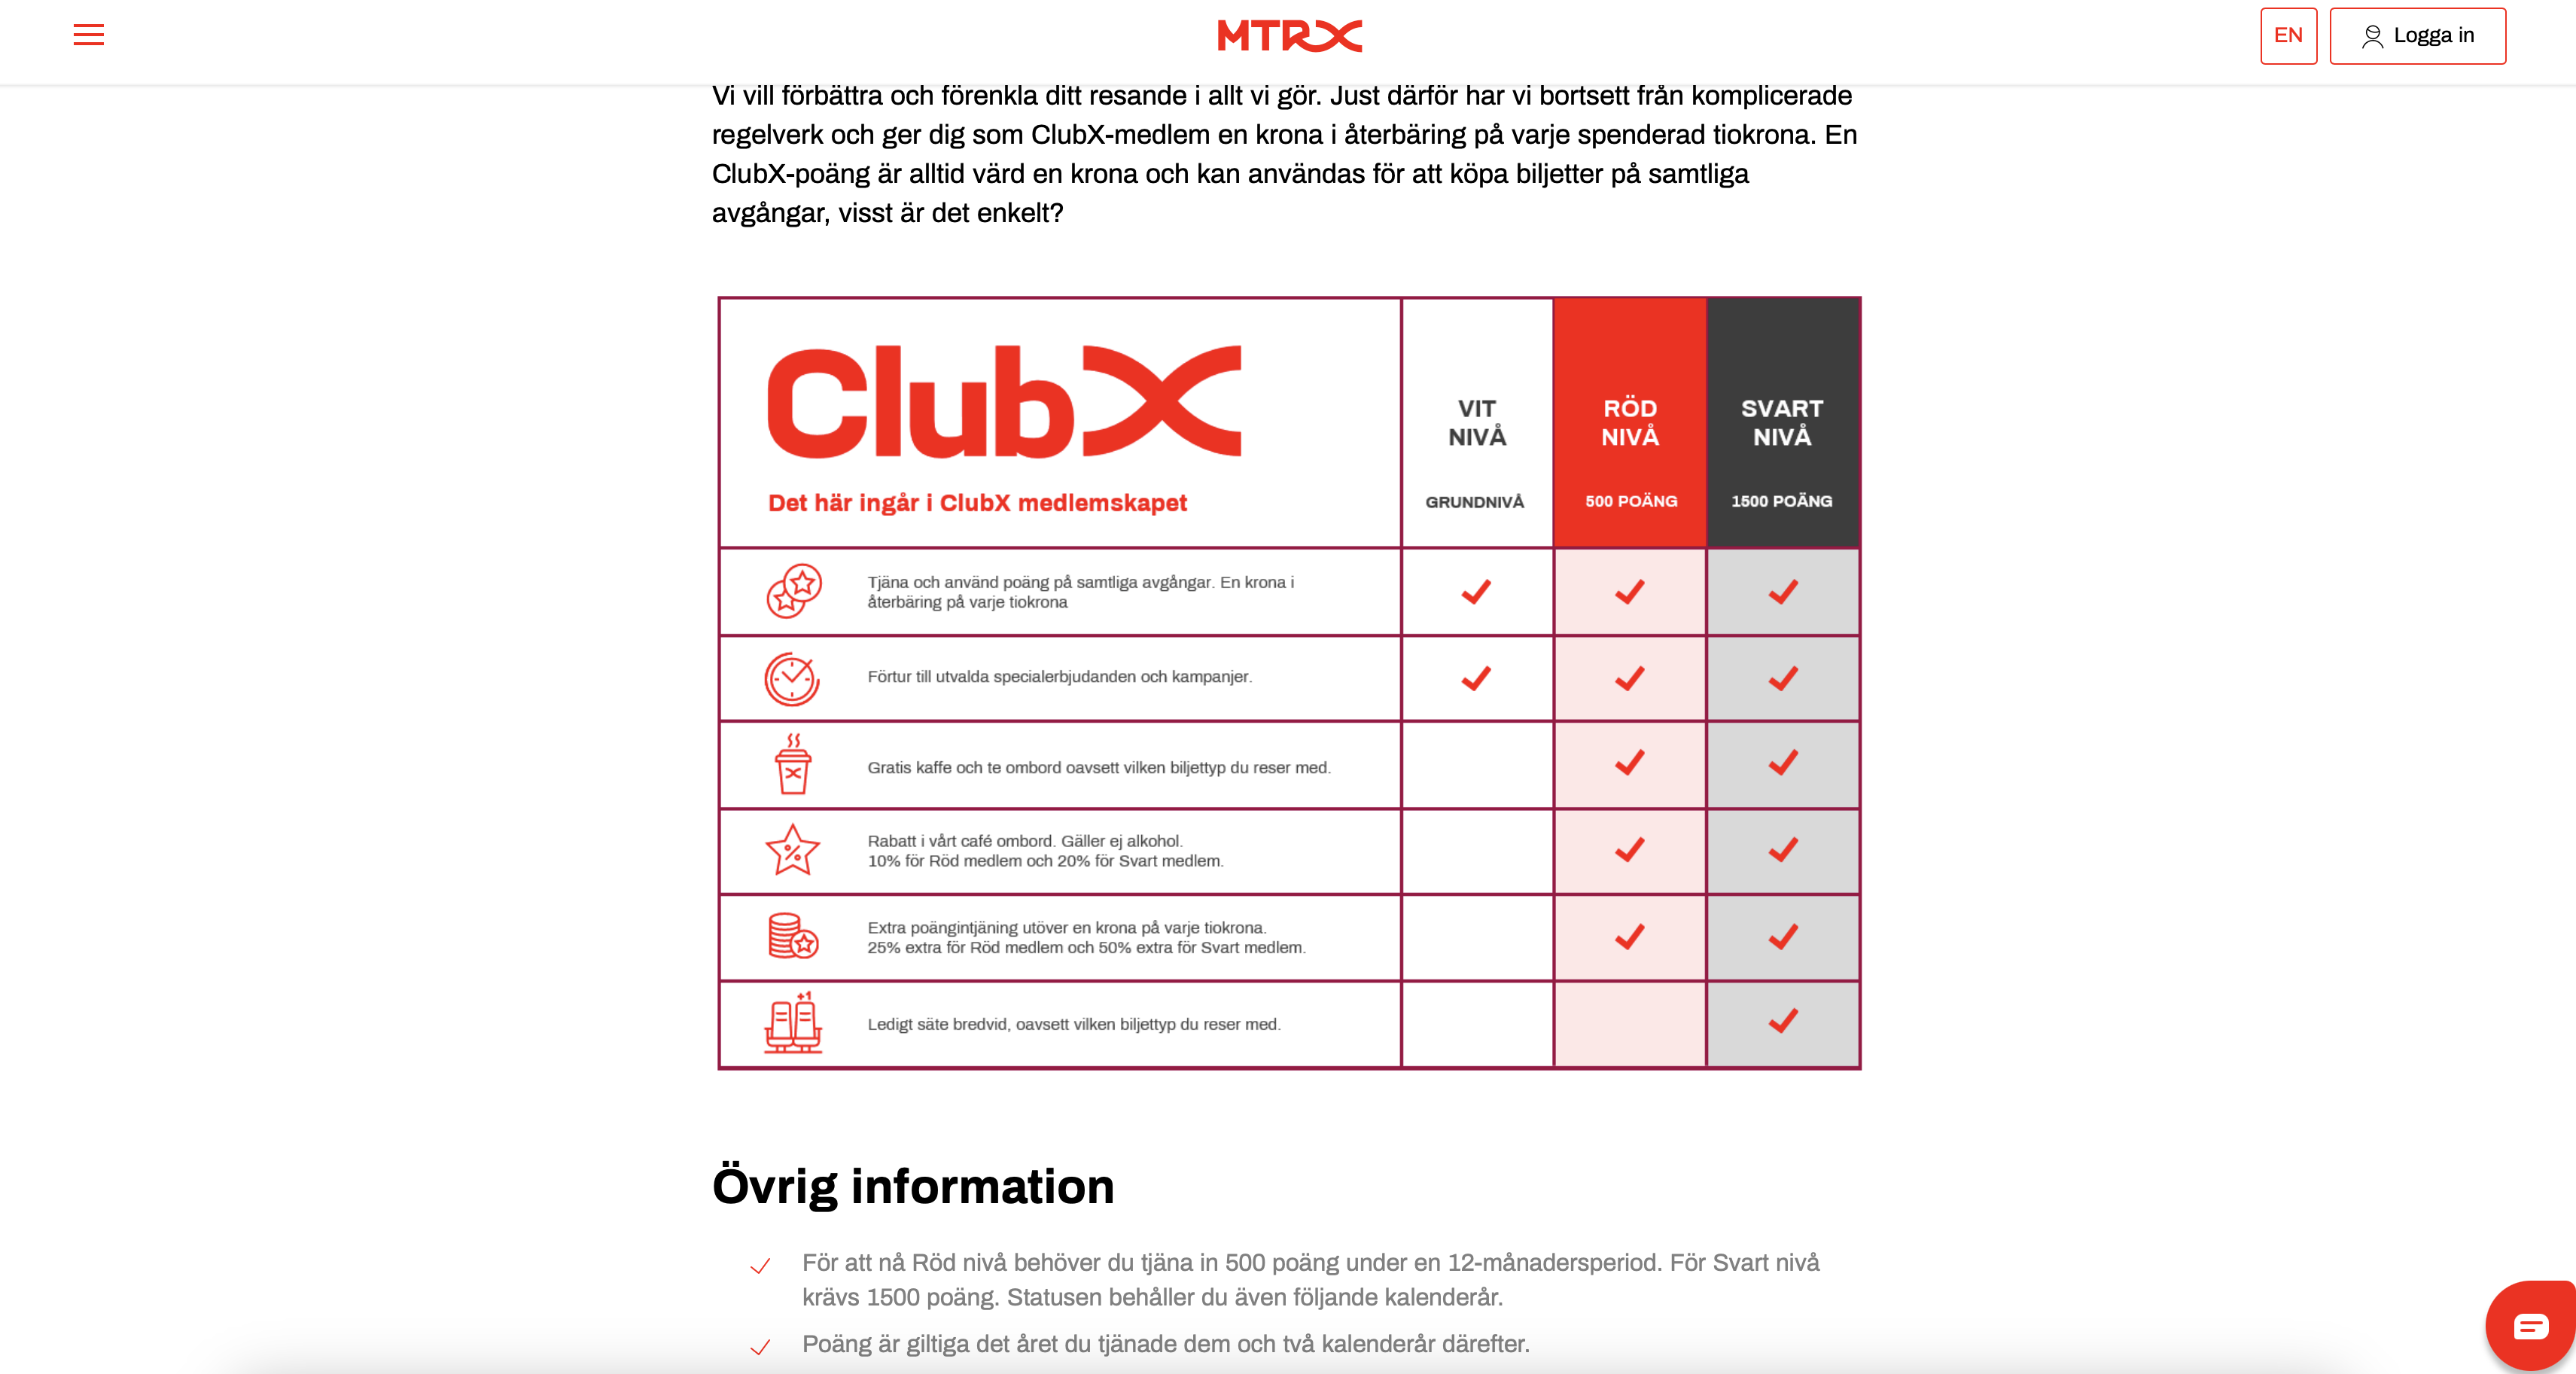 MTRX
EN
Logga in
Vi vill förbättra och förenkla ditt resande i allt vi gör. Just därför har vi bortsett från komplicerade
regelverk och ger dig som ClubX-medlem en krona i återbäring på varje spenderad tiokrona. En
ClubX-poäng är alltid värd en krona och kan användas för att köpa biljetter på samtliga
avgångar, visst är det enkelt?
ClubX
Det här ingår i ClubX medlemskapet
VIT
NIVÅ
GRUNDNIVÅ
RÖD
NIVÅ
500 POÄNG
SVART
NIVÅ
1500 POÄNG
Tjäna och använd poäng på samtliga avgångar. En krona i
återbäring på varje tiokrona
Förtur till utvalda specialerbjudanden och kampanjer.
Gratis kaffe och te ombord oavsett vilken biljettyp du reser med.
Rabatt i vårt café ombord. Gäller ej alkohol.
10% för Röd medlem och 20% för Svart medlem.
Extra poängintjäning utöver en krona på varje tiokrona.
25% extra för Röd medlem och 50% extra för Svart medlem.
+1
Ledigt säte bredvid, oavsett vilken biljettyp du reser med.
Övrig information
För att nå Röd nivå behöver du tjäna in 500 poäng under en 12-månadersperiod. För Svart nivå
krävs 1500 poäng. Statusen behåller du även följande kalenderår.
Poäng är giltiga det året du tjänade dem och två kalenderår därefter.